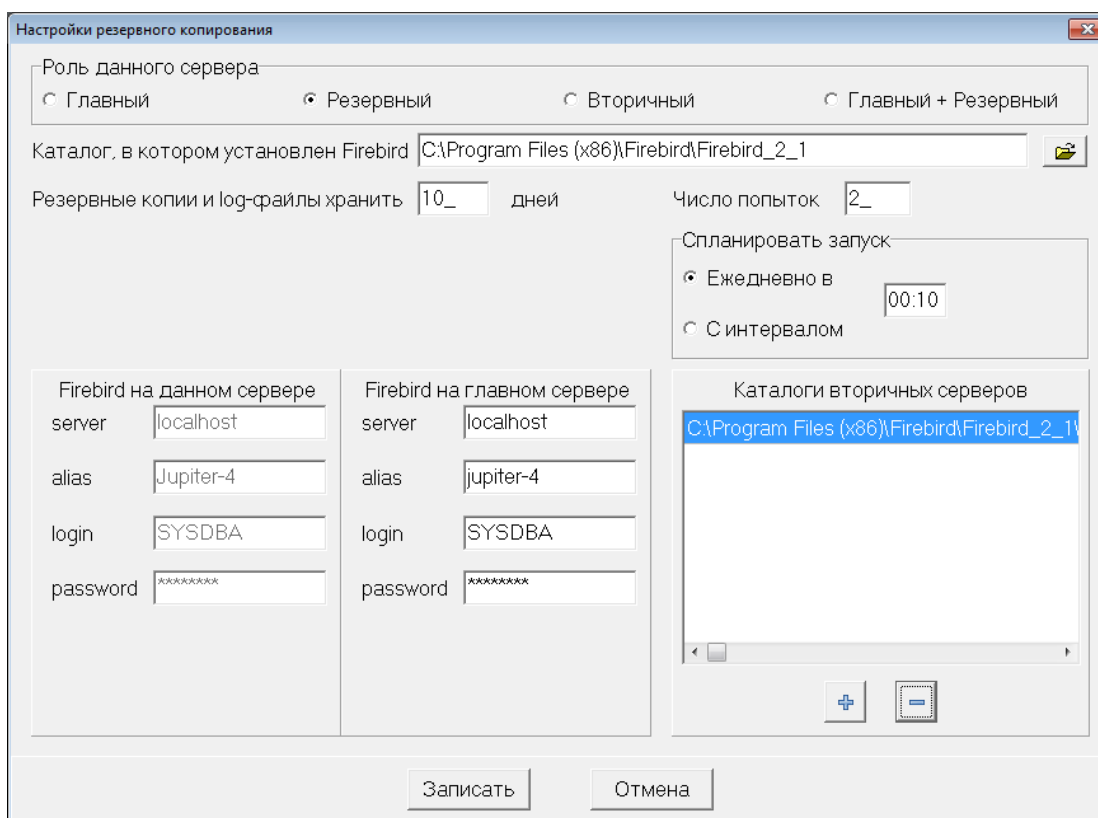 Настройки резервного копирования
Роль данного сервера
Главный Резервный Вторичный Главный + Резервный
Каталог, в котором установлен Firebird C:\Program Files (x86)\Firebird\Firebird_2_1
Резервные копии и log-файлы хранить 10_ дней Число попыток 2_
Спланировать запуск
Ежедневно в
00:10
С интервалом
Firebird на данном сервере
server localhost
alias Jupiter-4
login SYSDBA
password ********
Firebird на главном сервере
server localhost
alias jupiter-4
login SYSDBA
password ********
Каталоги вторичных серверов
C:\Program Files (x86)\Firebird\Firebird_2_1\
Записать Отмена